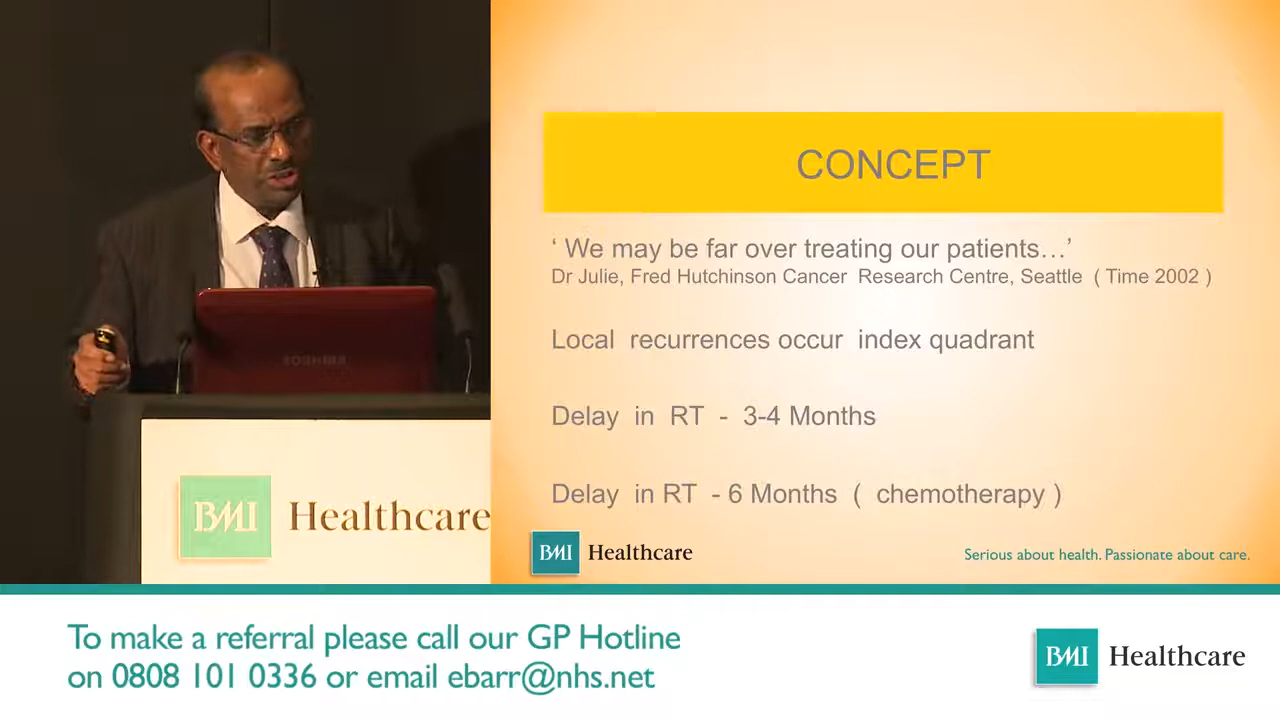 CONCEPT
‘ We may be far over treating our patients…’
Dr Julie, Fred Hutchinson Cancer Research Centre, Seattle ( Time 2002 )
Local recurrences occur index quadrant
Delay in RT - 3-4 Months
Delay in RT - 6 Months ( chemotherapy )
BMI Healthcare
Serious about health. Passionate about care.
TOSHIBA
BMI Healthcare
To make a referral please call our GP Hotline
on 0808 101 0336 or email ebarr@nhs.net
BMI Healthcare